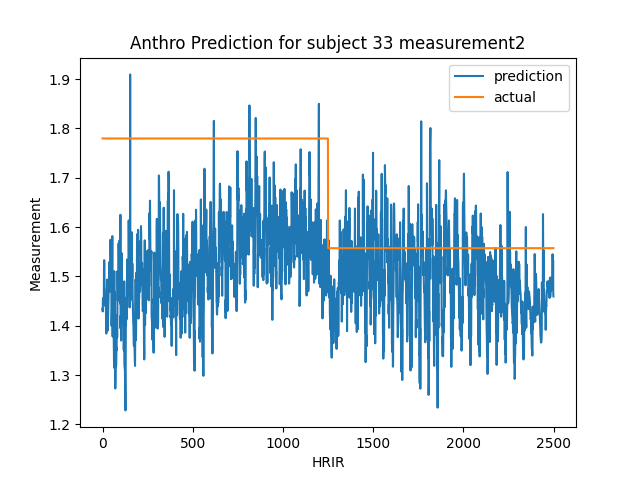 Anthro Prediction for subject 33 measurement2
prediction
actual
Measurement
1.9
1.8
1.7
1.6
1.5
1.4
1.3
1.2
0
500
1000
1500
2000
2500
HRIR